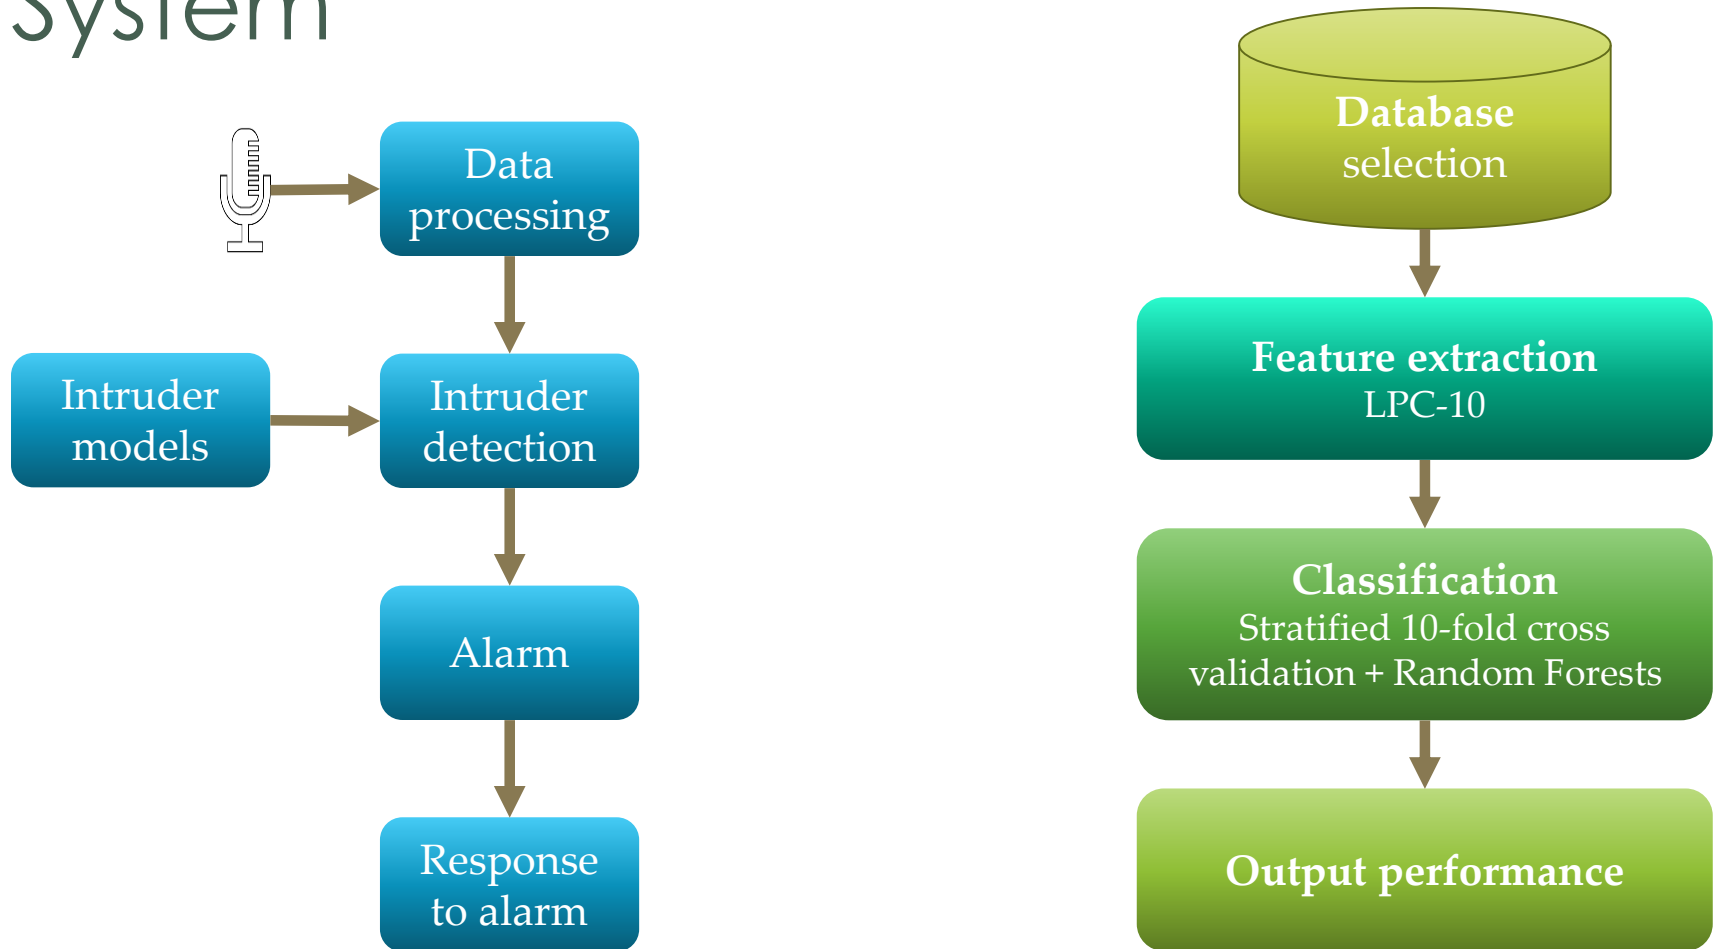 System
Data
processing
Intruder
models
Intruder
detection
Alarm
Response
to alarm
Database
selection
Feature extraction
LPC-10
Classification
Stratified 10-fold cross
validation + Random Forests
Output performance